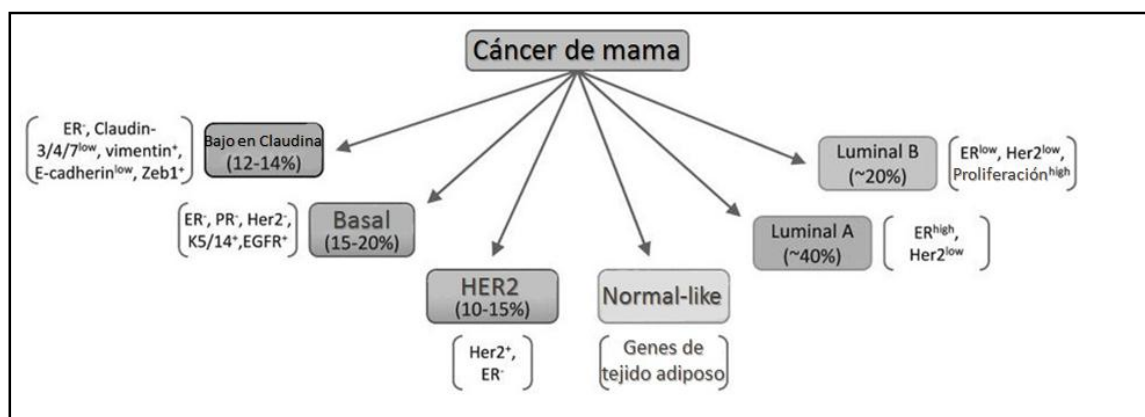 Cáncer de mama
ER⁻, Claudin-
3/4/7ˡᵒʷ, vimentin⁺,
E-cadherinˡᵒʷ, Zeb1⁺
Bajo en Claudina
(12-14%)
Luminal B
(~20%)
ERˡᵒʷ, Her2ˡᵒʷ,
Proliferaciónʰⁱᵍʰ
ER⁻, PR⁻, Her2⁻,
K5/14⁺,EGFR⁺
Basal
(15-20%)
Luminal A
(~40%)
ERʰⁱᵍʰ,
Her2ˡᵒʷ
HER2
(10-15%)
Normal-like
Her2⁺,
ER⁻
Genes de
tejido adiposo